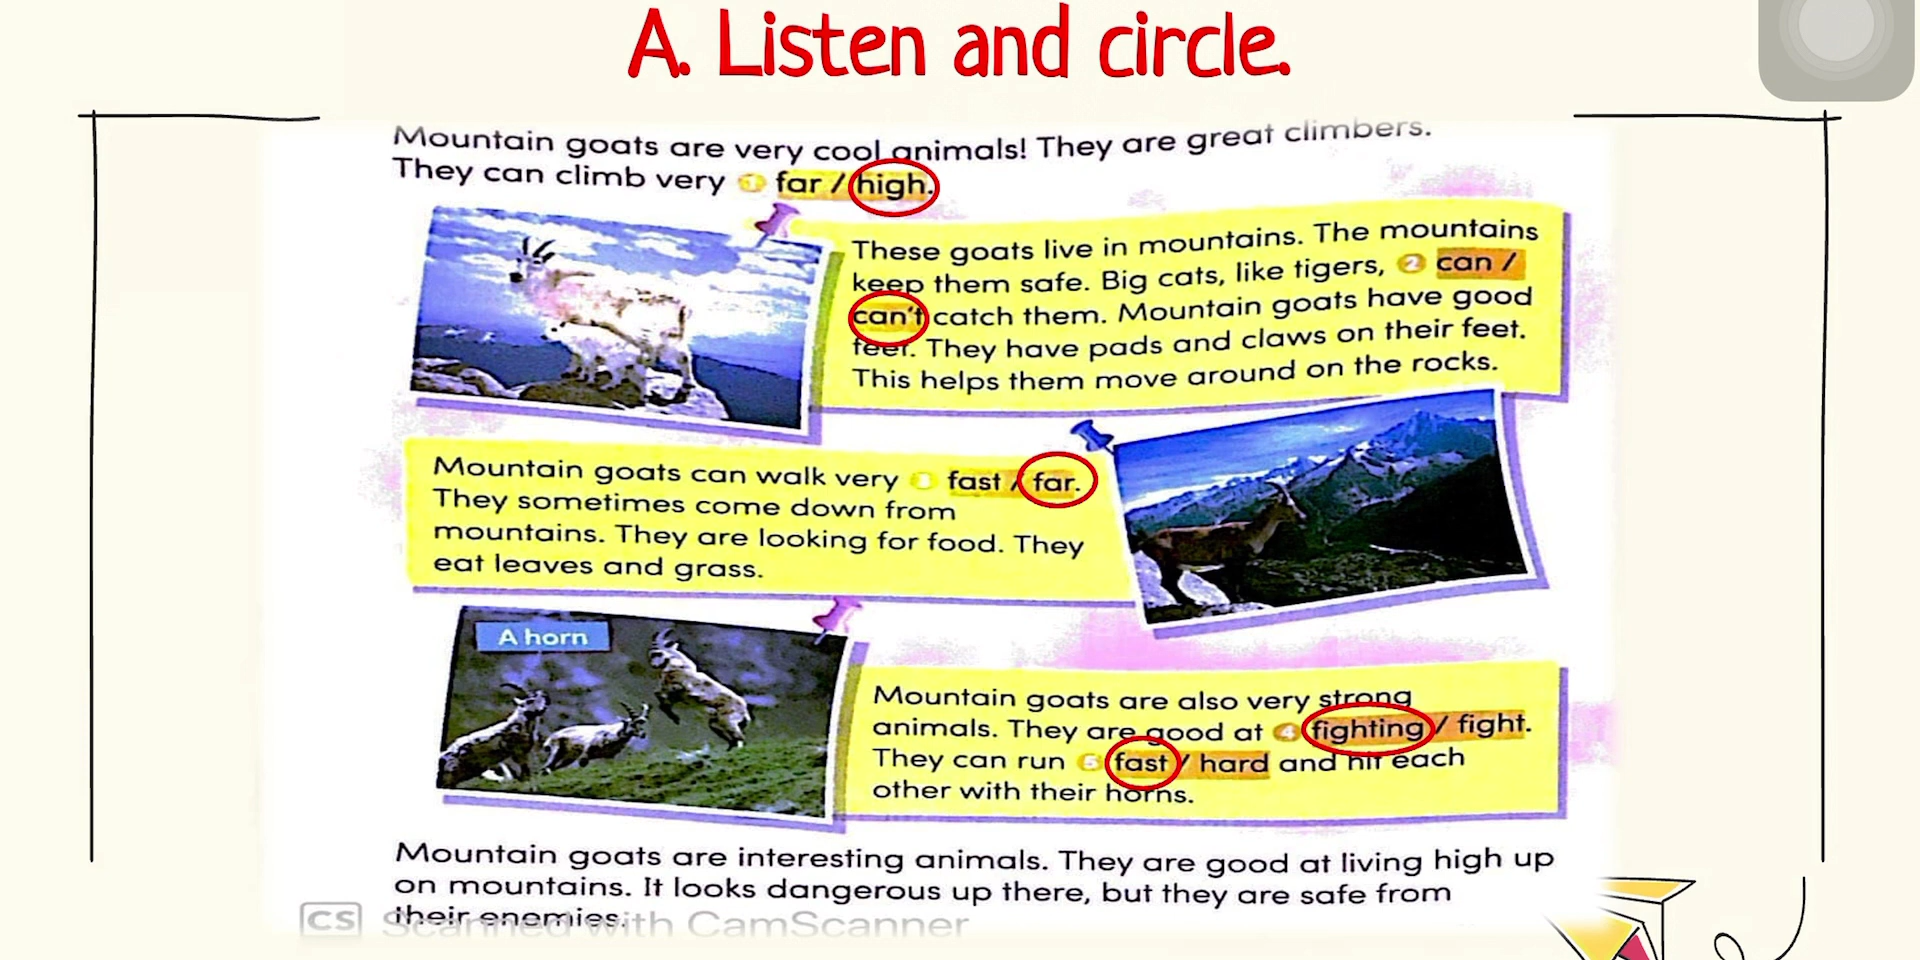 A. Listen and circle.
Mountain goats are very cool animals! They are great climbers.
They can climb very 1 far / high.
These goats live in mountains. The mountains
keep them safe. Big cats, like tigers, 2 can /
can't catch them. Mountain goats have good
feet. They have pads and claws on their feet.
This helps them move around on the rocks.
Mountain goats can walk very 3 fast / far.
They sometimes come down from
mountains. They are looking for food. They
eat leaves and grass.
A horn
Mountain goats are also very strong
animals. They are good at 4 fighting / fight.
They can run 5 fast / hard and hit each
other with their horns.
Mountain goats are interesting animals. They are good at living high up
on mountains. It looks dangerous up there, but they are safe from
their enemies.
CS Scanned with CamScanner